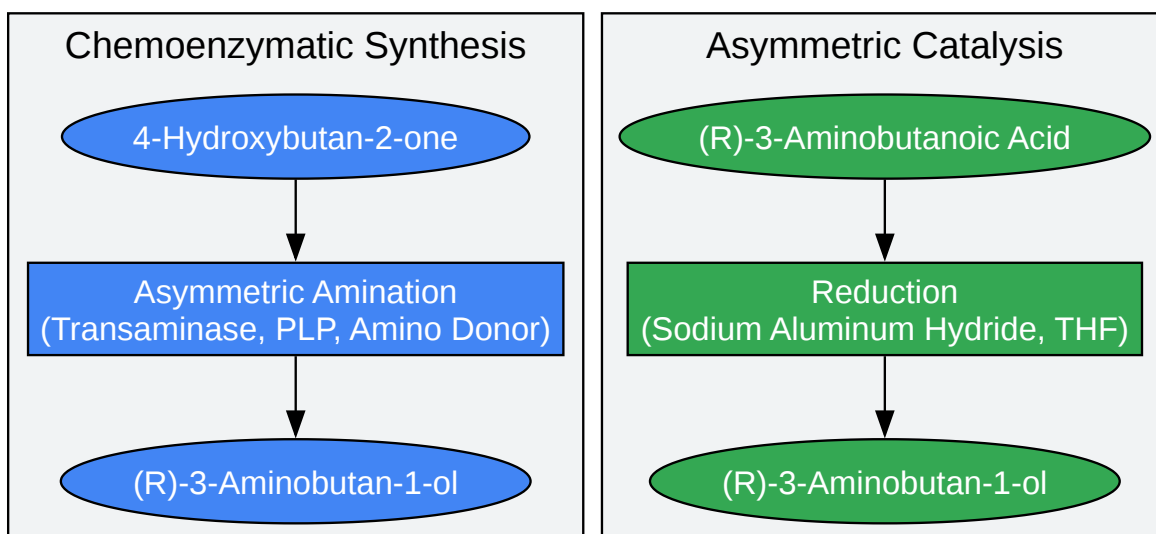 Chemoenzymatic Synthesis
4-Hydroxybutan-2-one
Asymmetric Amination
(Transaminase, PLP, Amino Donor)
(R)-3-Aminobutan-1-ol
Asymmetric Catalysis
(R)-3-Aminobutanoic Acid
Reduction
(Sodium Aluminum Hydride, THF)
(R)-3-Aminobutan-1-ol